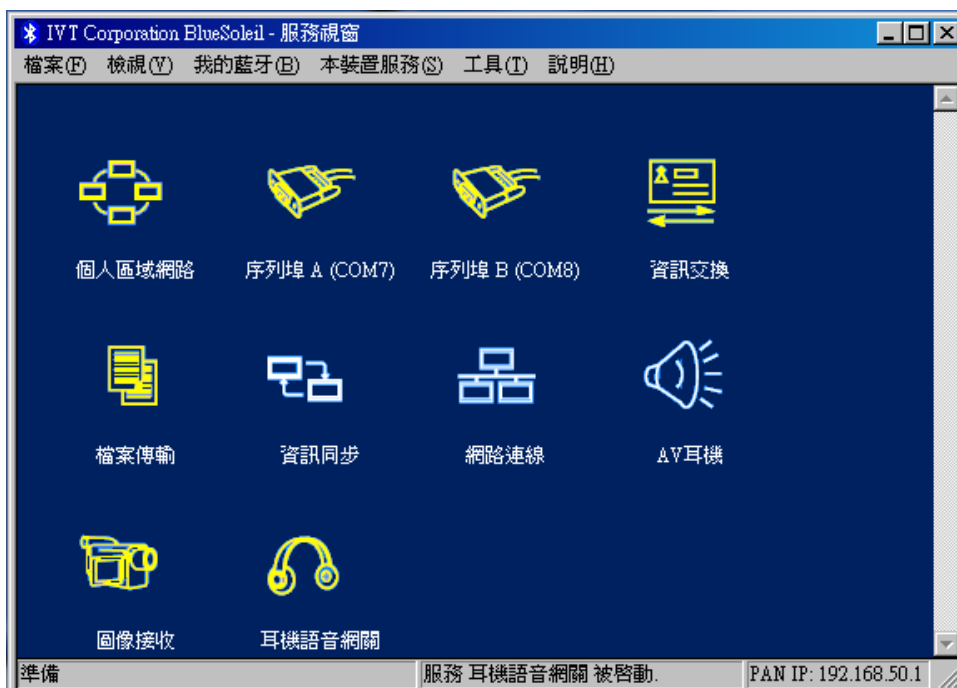 IVT Corporation BlueSoleil - 服務視窗
檔案(F) 檢視(V) 我的藍牙(B) 本裝置服務(S) 工具(T) 說明(H)
個人區域網路 序列埠 A (COM7) 序列埠 B (COM8) 資訊交換
檔案傳輸 資訊同步 網路連線 AV耳機
圖像接收 耳機語音網關
準備 服務 耳機語音網關 被啓動. PAN IP: 192.168.50.1